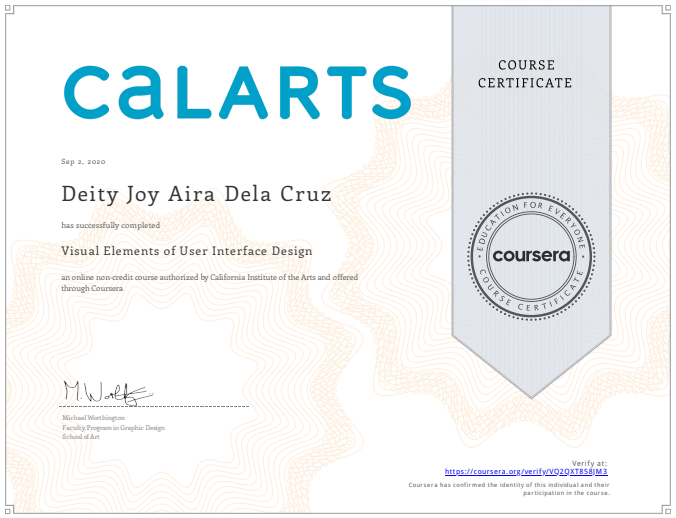 CALARTS
COURSE
CERTIFICATE
Sep 2, 2020
Deity Joy Aira Dela Cruz
has successfully completed
Visual Elements of User Interface Design
an online non-credit course authorized by California Institute of the Arts and offered
through Coursera
EDUCATION FOR EVERYONE
coursera
COURSE CERTIFICATE
Michael Worthington
Faculty, Program in Graphic Design
School of Art
Verify at:
https://coursera.org/verify/VQ2QXT858JM3
Coursera has confirmed the identity of this individual and their
participation in the course.